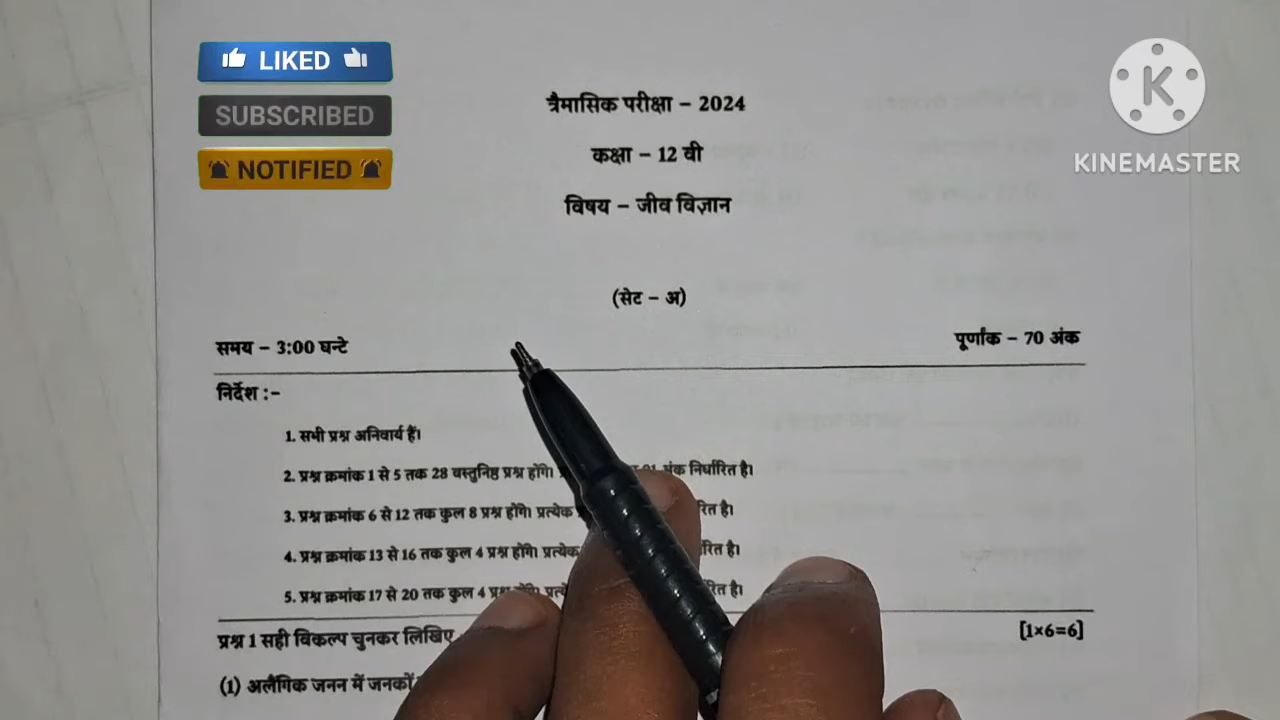 LIKED
SUBSCRIBED
NOTIFIED
KINEMASTER
त्रैमासिक परीक्षा – 2024
कक्षा – 12 वी
विषय – जीव विज्ञान
(सेट – अ)
समय – 3:00 घन्टे
पूर्णांक – 70 अंक
निर्देश :-
1. सभी प्रश्न अनिवार्य हैं।
2. प्रश्न क्रमांक 1 से 5 तक 28 वस्तुनिष्ठ प्रश्न होंगे। अंक निर्धारित है।
3. प्रश्न क्रमांक 6 से 12 तक कुल 8 प्रश्न होंगे। प्रत्येक
4. प्रश्न क्रमांक 13 से 16 तक कुल 4 प्रश्न होंगे। प्रत्येक
5. प्रश्न क्रमांक 17 से 20 तक कुल 4 प्रश्न होंगे।
प्रश्न 1 सही विकल्प चुनकर लिखिए [1×6=6]
(1) अलैंगिक जनन में जनकों